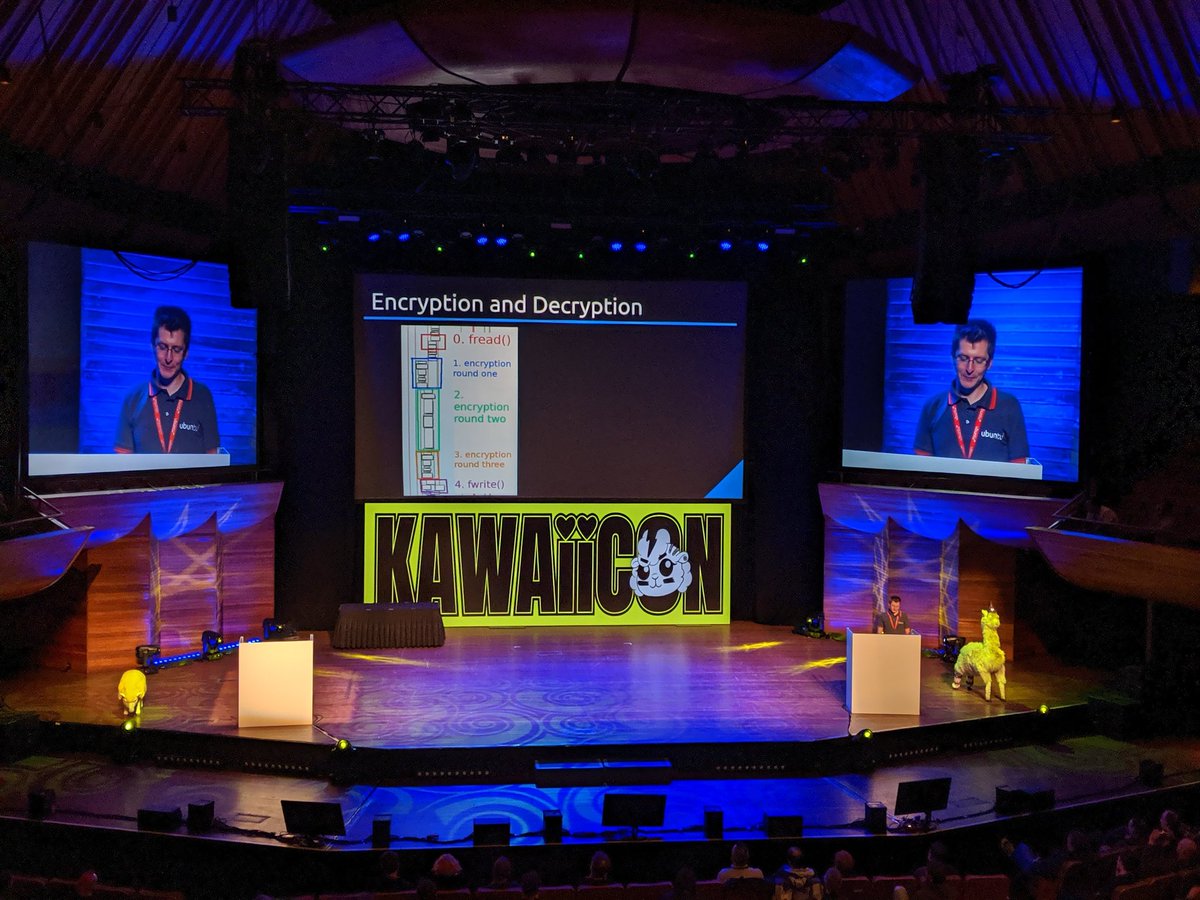 Encryption and Decryption
0. fread()
1. encryption
round one
2.
encryption
round two
3. encryption
round three
4. fwrite()
ubuntu
KAWAiiCON